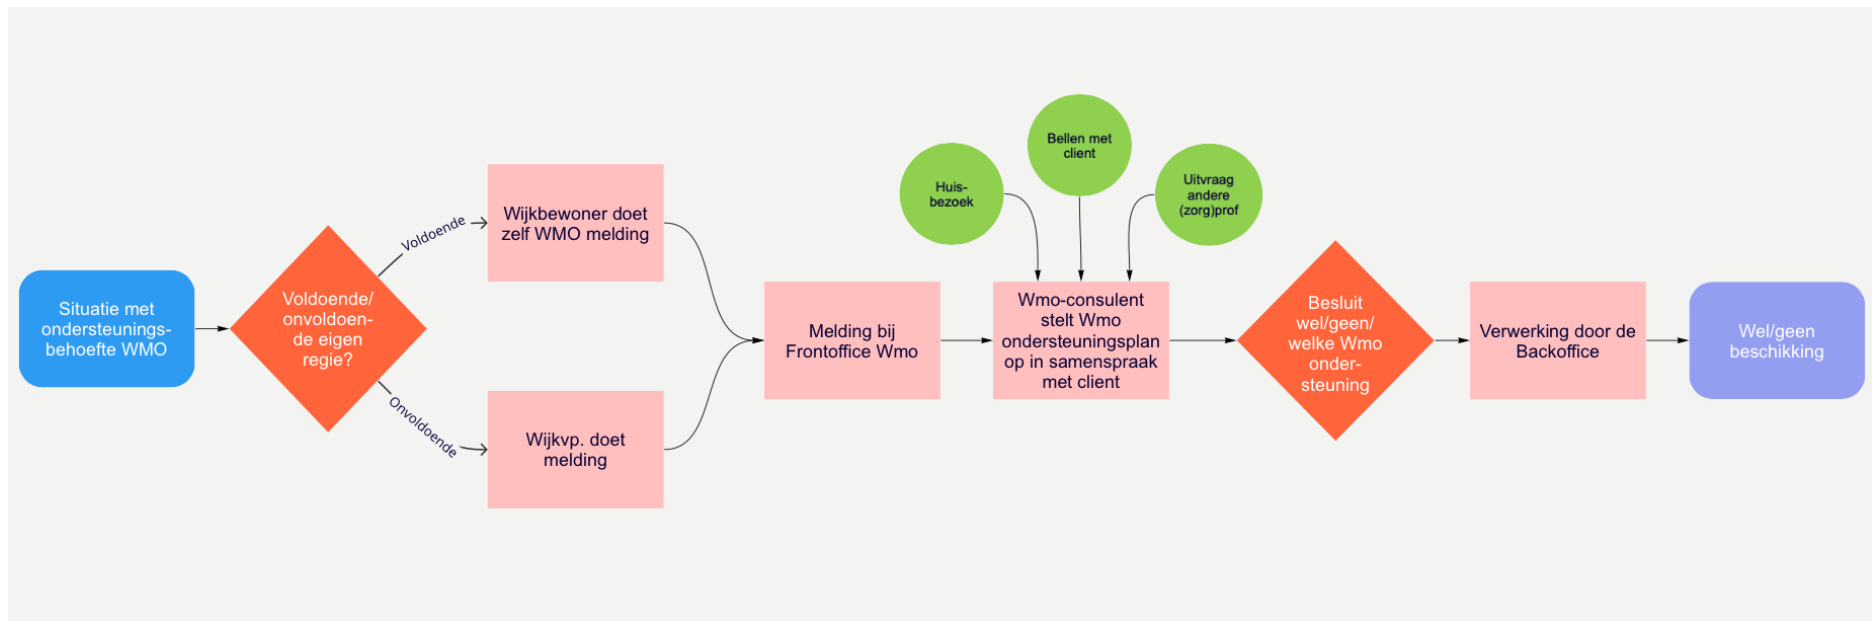 Situatie met
ondersteunings-
behoefte WMO
Voldoende/
onvoldoen-
de eigen
regie?
Voldoende
Onvoldoende
Wijkbewoner doet
zelf WMO melding
Wijkvp. doet
melding
Melding bij
Frontoffice Wmo
Huis-
bezoek
Bellen met
client
Uitvraag
andere
(zorg)prof
Wmo-consulent
stelt Wmo
ondersteuningsplan
op in samenspraak
met client
Besluit
wel/geen/
welke Wmo
onder-
steuning
Verwerking door de
Backoffice
Wel/geen
beschikking